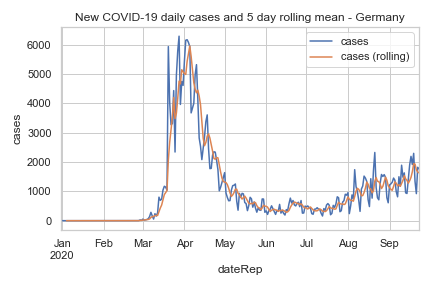 New COVID-19 daily cases and 5 day rolling mean - Germany
cases
cases (rolling)
cases
6000
5000
4000
3000
2000
1000
0
Jan Feb Mar Apr May Jun Jul Aug Sep
2020
dateRep